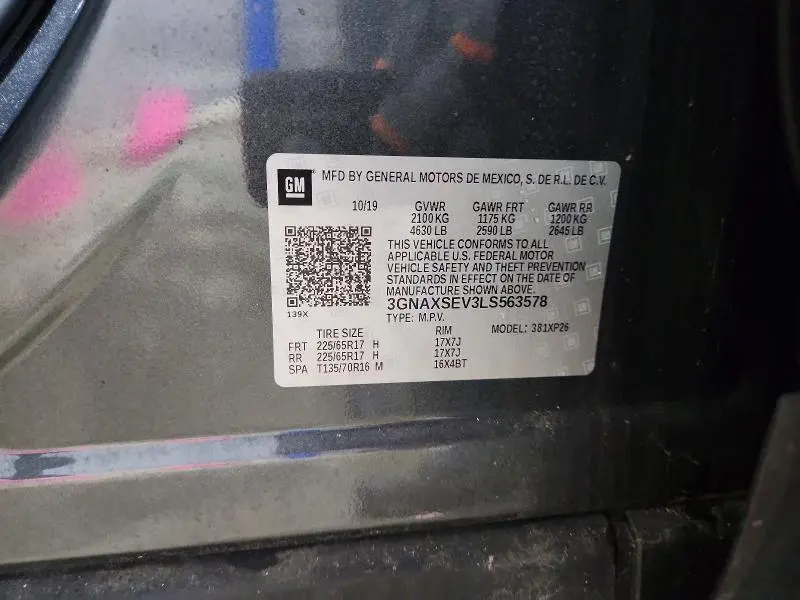 GM
MFD BY GENERAL MOTORS DE MEXICO, S. DE R.L. DE C.V.
10/19 GVWR GAWR FRT GAWR RR
2100 KG 1175 KG 1200 KG
4630 LB 2590 LB 2645 LB
THIS VEHICLE CONFORMS TO ALL
APPLICABLE U.S. FEDERAL MOTOR
VEHICLE SAFETY AND THEFT PREVENTION
STANDARDS IN EFFECT ON THE DATE OF
MANUFACTURE SHOWN ABOVE.
3GNAXSEV3LS563578
139X
TYPE: M.P.V.
TIRE SIZE RIM MODEL: 381XP26
FRT 225/65R17 H 17X7J
RR 225/65R17 H 17X7J
SPA T135/70R16 M 16X4BT